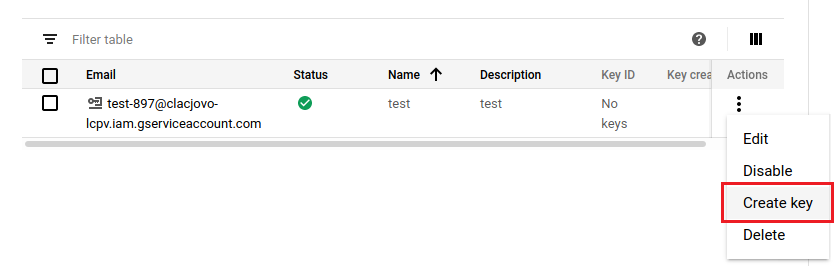 Filter table
Email Status Name Description Key ID Key crea Actions
test-897@clacjovo- test test No
lcpv.iam.gserviceaccount.com keys
Edit
Disable
Create key
Delete